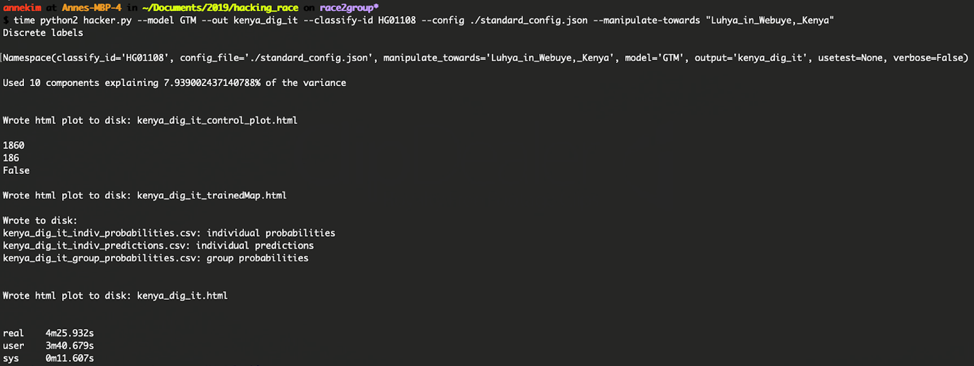 annekim at Annes-MBP-4 in ~/Documents/2019/hacking_race on race2group*
$ time python2 hacker.py --model GTM --out kenya_dig_it --classify-id HG01108 --config ./standard_config.json --manipulate-towards "Luhya_in_Webuye,_Kenya"
Discrete labels
Namespace(classify_id='HG01108', config_file='./standard_config.json', manipulate_towards='Luhya_in_Webuye,_Kenya', model='GTM', output='kenya_dig_it', usetest=None, verbose=False)
Used 10 components explaining 7.939002437140788% of the variance
Wrote html plot to disk: kenya_dig_it_control_plot.html
1860
186
False
Wrote html plot to disk: kenya_dig_it_trainedMap.html
Wrote to disk:
kenya_dig_it_indiv_probabilities.csv: individual probabilities
kenya_dig_it_indiv_predictions.csv: individual predictions
kenya_dig_it_group_probabilities.csv: group probabilities
Wrote html plot to disk: kenya_dig_it.html
real 4m25.932s
user 3m40.679s
sys 0m11.607s